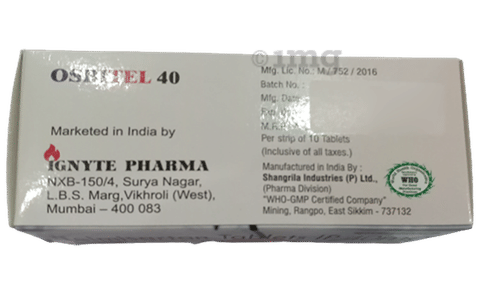 OSBITEL 40
Marketed in India by
IGNYTE PHARMA
NXB-150/4, Surya Nagar,
L.B.S. Marg,Vikhroli (West),
Mumbai – 400 083
1mg
Mfg. Lic. No.: M / 752 / 2016
Batch No. :
Mfg.
Per strip of 10 Tablets
(Inclusive of all taxes.)
Manufactured in India By :
Shangrila Industries (P) Ltd.,
(Pharma Division)
"WHO-GMP Certified Company"
Mining, Rangpo, East Sikkim - 737132
WHO